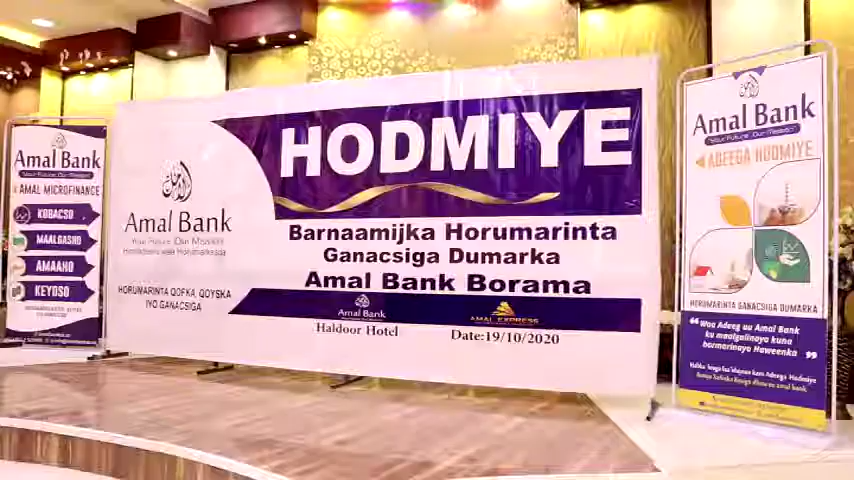 Amal Bank
"Your Future, Our Mission"
AMAL MICROFINANCE
KOBACSO
MAALGASHO
AMAAHO
KEYDSO
Amal Bank
Your Future, Our Mission
HORUMARINTA QOFKA, QOYSKA
IYO GANACSIGA
HODMIYE
Barnaamijka Horumarinta
Ganacsiga Dumarka
Amal Bank Borama
Amal Bank
AMAL EXPRESS
Haldoor Hotel
Date:19/10/2020
Amal Bank
"Your Future, Our Mission"
ADEEGA HODMIYE
HORUMARINTA GANACSIGA DUMARKA
"Waa Adeeg uu Amal Bank
ku maalgalinayo kuna
hormarinayo Haweenka"